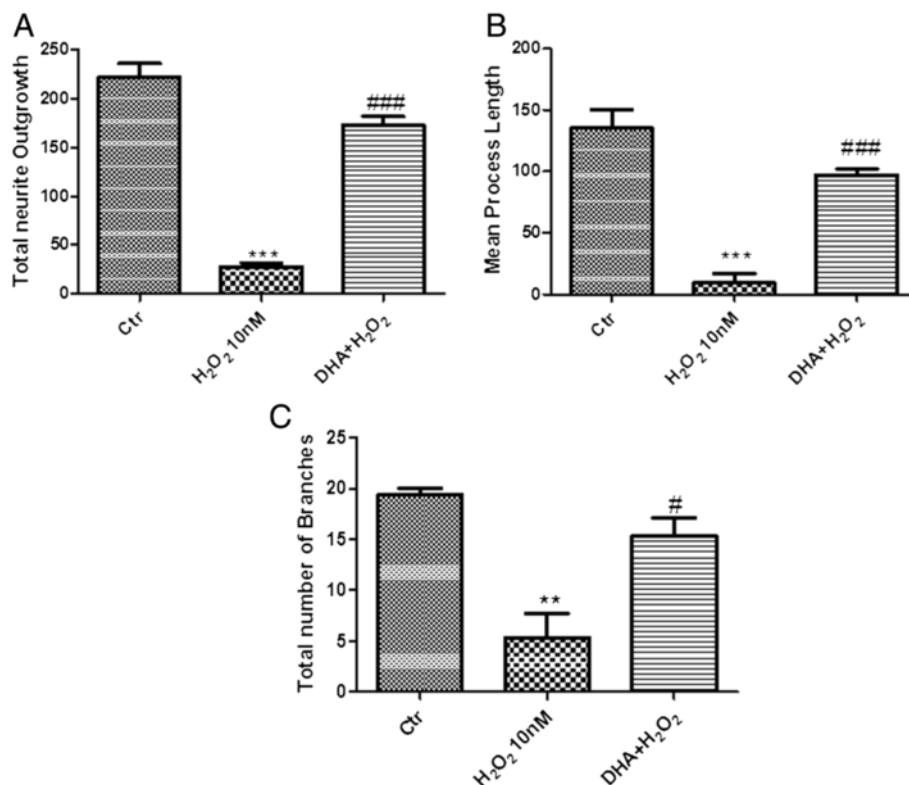 A
Total neurite Outgrowth
250
200
150
100
50
0
***
###
Ctr
H₂O₂ 10nM
DHA+H₂O₂
B
Mean Process Length
200
150
100
50
0
***
###
Ctr
H₂O₂ 10nM
DHA+H₂O₂
C
Total number of Branches
25
20
15
10
5
0
**
#
Ctr
H₂O₂ 10nM
DHA+H₂O₂